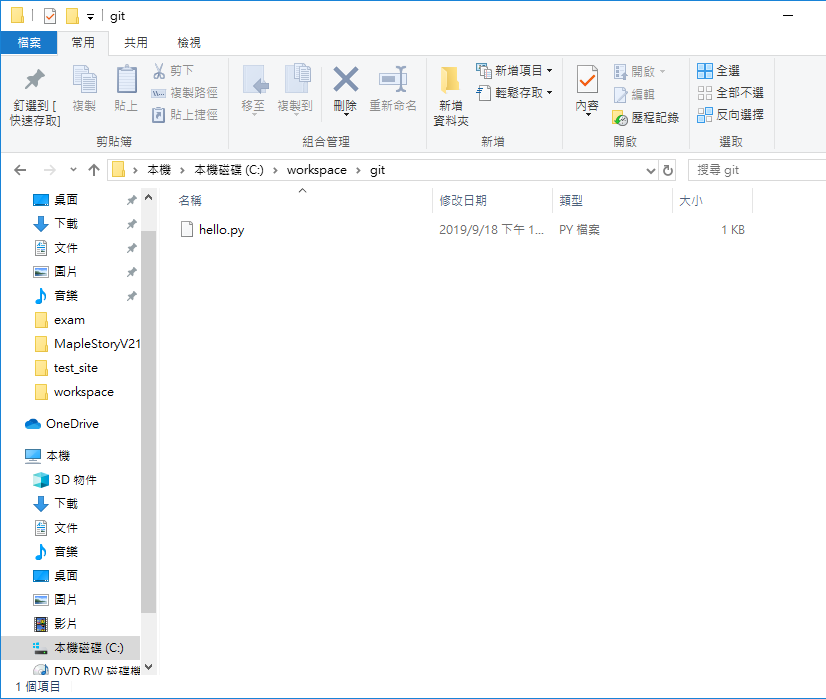 git
檔案 常用 共用 檢視
釘選到 [
快速存取]
複製
貼上
剪下
複製路徑
貼上捷徑
剪貼簿
移至
複製到
刪除
重新命名
組合管理
新增
資料夾
新增項目
輕鬆存取
新增
內容
開啟
編輯
歷程記錄
開啟
全選
全部不選
反向選擇
選取
本機 > 本機磁碟 (C:) > workspace > git
搜尋 git
桌面
下載
文件
圖片
音樂
exam
MapleStoryV21
test_site
workspace
OneDrive
本機
3D 物件
下載
文件
音樂
桌面
圖片
影片
本機磁碟 (C:)
DVD RW 磁碟機
名稱 修改日期 類型 大小
hello.py 2019/9/18 下午 1... PY 檔案 1 KB
1 個項目